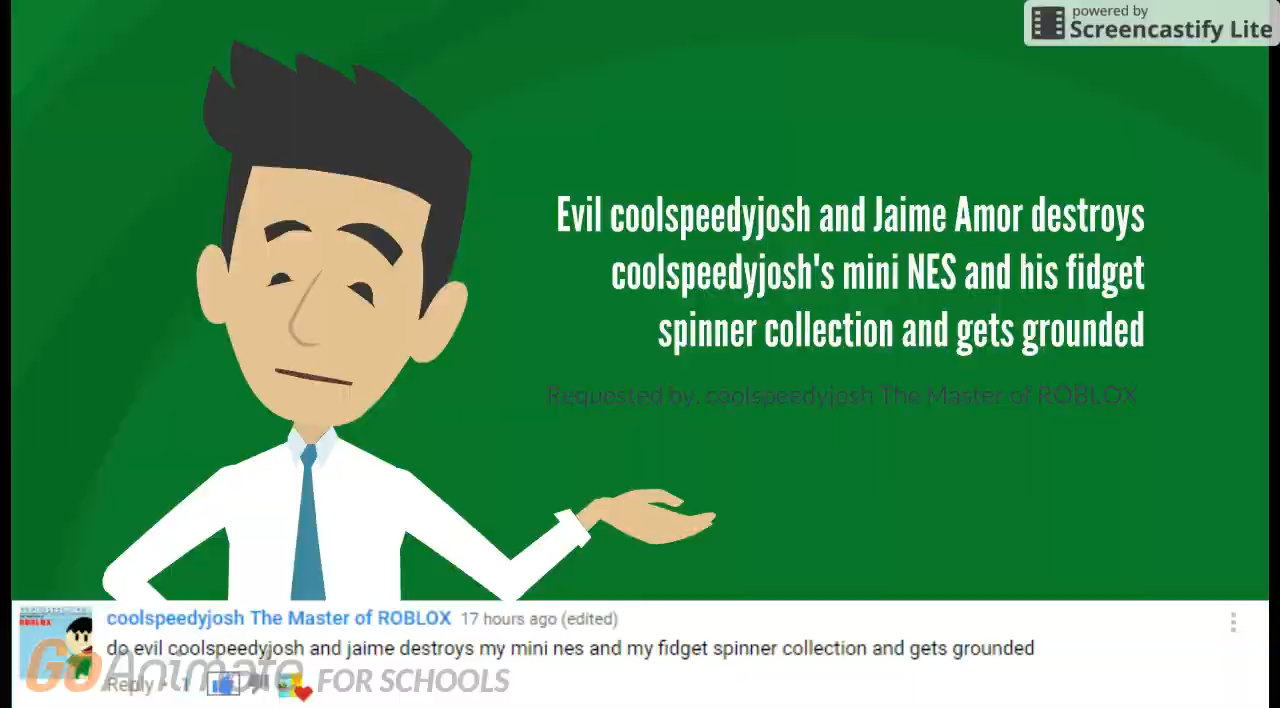 powered by
Screencastify Lite
Evil coolspeedyjosh and Jaime Amor destroys
coolspeedyjosh's mini NES and his fidget
spinner collection and gets grounded
Requested by, coolspeedyjosh The Master of ROBLOX
coolspeedyjosh The Master of ROBLOX 17 hours ago (edited)
do evil coolspeedyjosh and jaime destroys my mini nes and my fidget spinner collection and gets grounded
Reply • 1
GoAnimate FOR SCHOOLS
ROBLOX